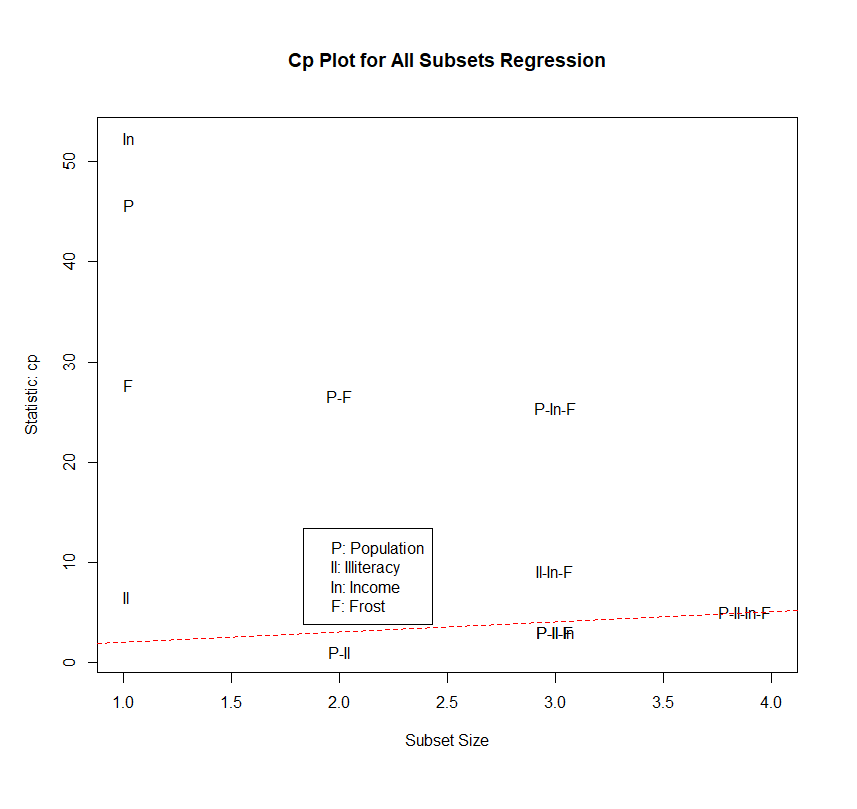 Cp Plot for All Subsets Regression
Statistic: cp
50
40
30
20
10
0
In
P
F
P-F
P-In-F
P: Population
Il: Illiteracy
In: Income
F: Frost
Il-In-F
Il
P-Il-In-F
P-Il
1.0 1.5 2.0 2.5 3.0 3.5 4.0
Subset Size